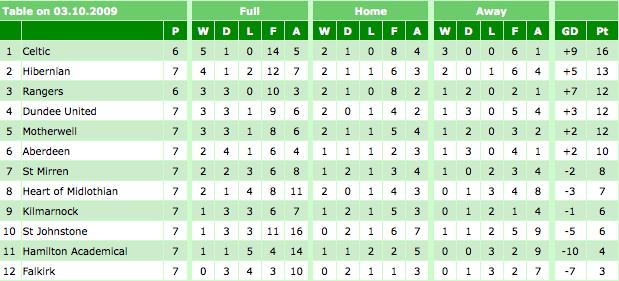 Table on 03.10.2009 Full Home Away
P W D L F A W D L F A W D L F A GD Pt
1 Celtic 6 5 1 0 14 5 2 1 0 8 4 3 0 0 6 1 +9 16
2 Hibernian 7 4 1 2 12 7 2 1 1 6 3 2 0 1 6 4 +5 13
3 Rangers 6 3 3 0 10 3 2 1 0 8 2 1 2 0 2 1 +7 12
4 Dundee United 7 3 3 1 9 6 2 0 1 4 2 1 3 0 5 4 +3 12
5 Motherwell 7 3 3 1 8 6 2 1 1 5 4 1 2 0 3 2 +2 12
6 Aberdeen 7 2 4 1 6 4 1 1 1 2 3 1 3 0 4 1 +2 10
7 St Mirren 7 2 2 3 6 8 1 2 1 3 4 1 0 2 3 4 -2 8
8 Heart of Midlothian 7 2 1 4 8 11 2 0 1 4 3 0 1 3 4 8 -3 7
9 Kilmarnock 7 1 3 3 6 7 1 2 1 5 3 0 1 2 1 4 -1 6
10 St Johnstone 7 1 3 3 11 16 0 2 1 6 7 1 1 2 5 9 -5 6
11 Hamilton Academical 7 1 1 5 4 14 1 1 2 2 5 0 0 3 2 9 -10 4
12 Falkirk 7 0 3 4 3 10 0 2 1 1 3 0 1 3 2 7 -7 3